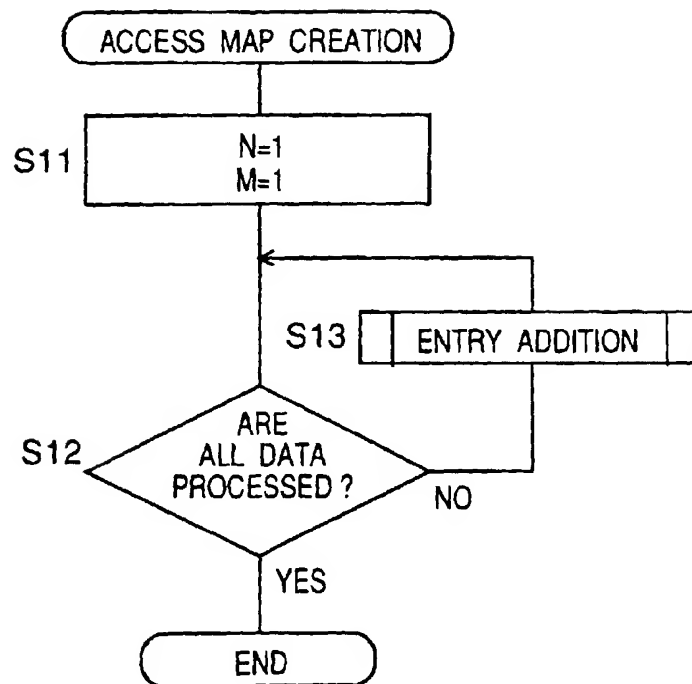 ACCESS MAP CREATION
S11
N=1
M=1
S13
ENTRY ADDITION
S12
ARE
ALL DATA
PROCESSED ?
NO
YES
END